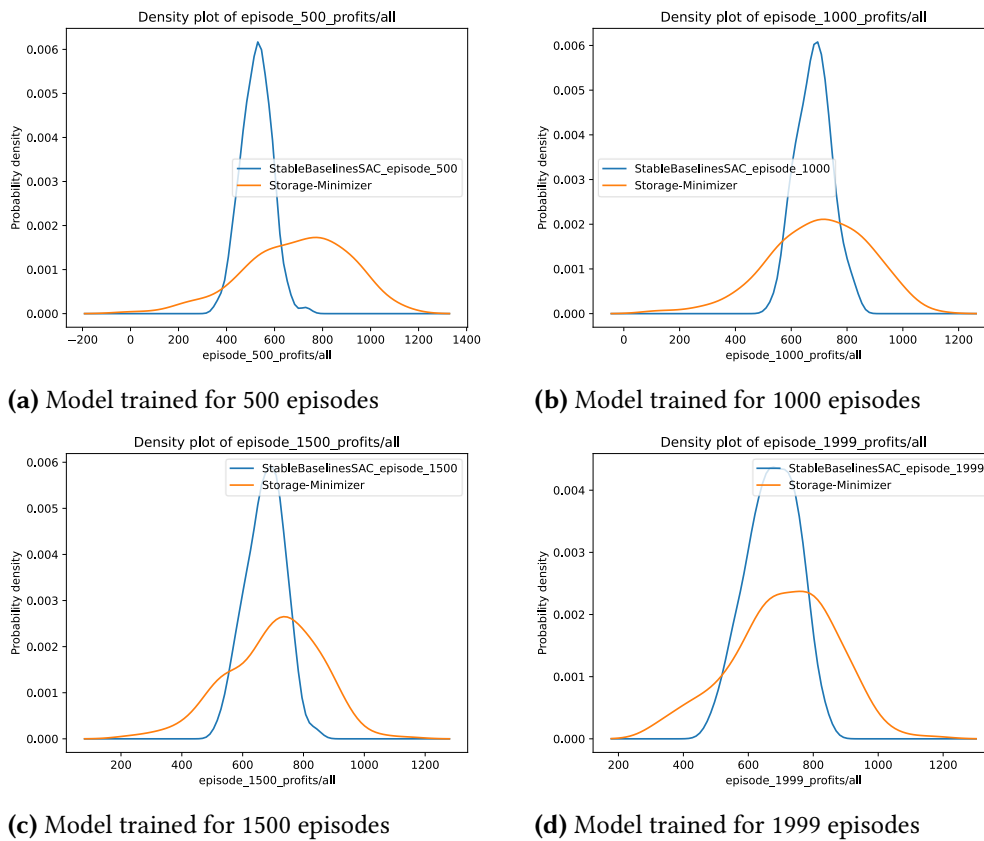 Density plot of episode_500_profits/all
0.006
0.005
0.004
0.003
0.002
0.001
0.000
Probability density
StableBaselinesSAC_episode_500
Storage-Minimizer
−200 0 200 400 600 800 1000 1200 1400
episode_500_profits/all
(a) Model trained for 500 episodes
Density plot of episode_1000_profits/all
0.006
0.005
0.004
0.003
0.002
0.001
0.000
Probability density
StableBaselinesSAC_episode_1000
Storage-Minimizer
0 200 400 600 800 1000 1200
episode_1000_profits/all
(b) Model trained for 1000 episodes
Density plot of episode_1500_profits/all
0.006
0.005
0.004
0.003
0.002
0.001
0.000
Probability density
StableBaselinesSAC_episode_1500
Storage-Minimizer
200 400 600 800 1000 1200
episode_1500_profits/all
(c) Model trained for 1500 episodes
Density plot of episode_1999_profits/all
0.004
0.003
0.002
0.001
0.000
Probability density
StableBaselinesSAC_episode_1999
Storage-Minimizer
200 400 600 800 1000 1200
episode_1999_profits/all
(d) Model trained for 1999 episodes